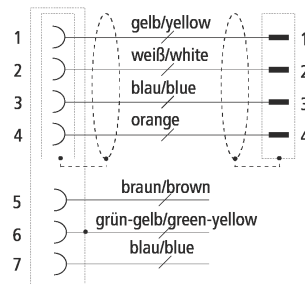 gelb/yellow
1 1
weiß/white
2 2
blau/blue
3 3
orange
4 4
braun/brown
5
grün-gelb/green-yellow
6
blau/blue
7